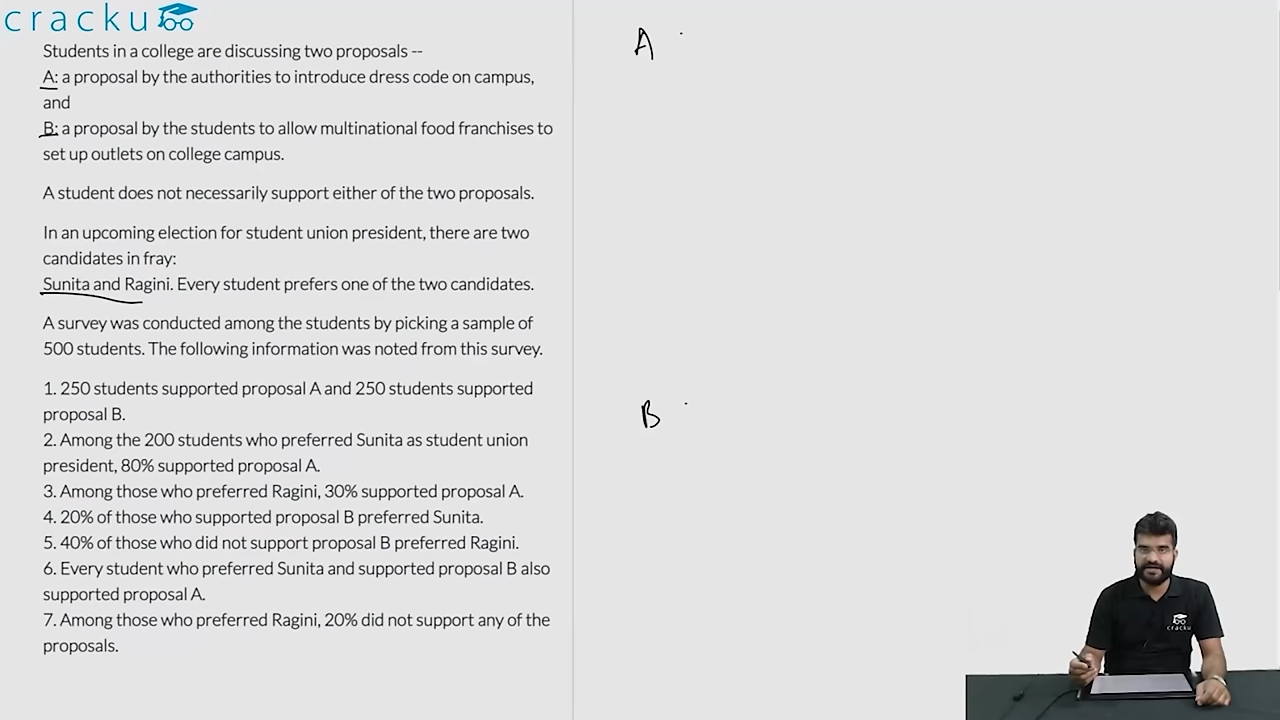 cracku
Students in a college are discussing two proposals --
A: a proposal by the authorities to introduce dress code on campus,
and
B: a proposal by the students to allow multinational food franchises to
set up outlets on college campus.
A student does not necessarily support either of the two proposals.
In an upcoming election for student union president, there are two
candidates in fray:
Sunita and Ragini. Every student prefers one of the two candidates.
A survey was conducted among the students by picking a sample of
500 students. The following information was noted from this survey.
1. 250 students supported proposal A and 250 students supported
proposal B.
2. Among the 200 students who preferred Sunita as student union
president, 80% supported proposal A.
3. Among those who preferred Ragini, 30% supported proposal A.
4. 20% of those who supported proposal B preferred Sunita.
5. 40% of those who did not support proposal B preferred Ragini.
6. Every student who preferred Sunita and supported proposal B also
supported proposal A.
7. Among those who preferred Ragini, 20% did not support any of the
proposals.
A
B
cracku